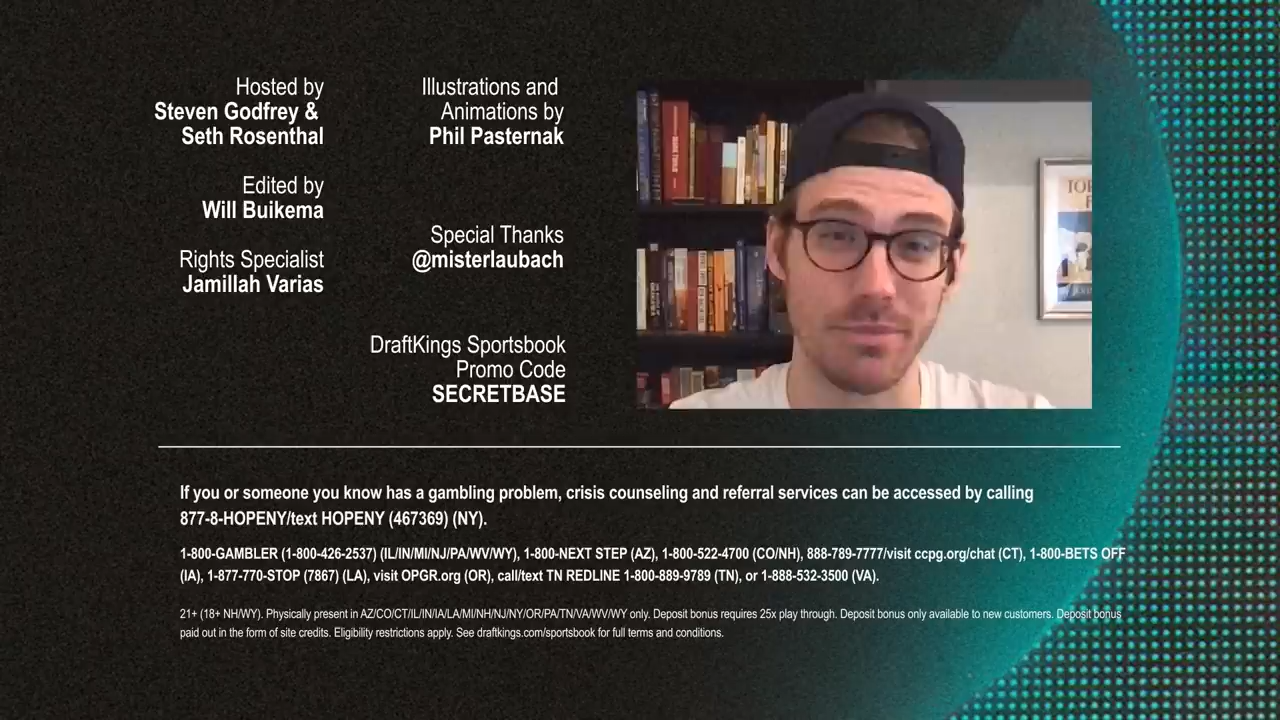 Hosted by
Steven Godfrey &
Seth Rosenthal
Edited by
Will Buikema
Rights Specialist
Jamillah Varias
Illustrations and
Animations by
Phil Pasternak
Special Thanks
@misterlaubach
DraftKings Sportsbook
Promo Code
SECRETBASE
If you or someone you know has a gambling problem, crisis counseling and referral services can be accessed by calling
877-8-HOPENY/text HOPENY (467369) (NY).
1-800-GAMBLER (1-800-426-2537) (IL/IN/MI/NJ/PA/WV/WY), 1-800-NEXT STEP (AZ), 1-800-522-4700 (CO/NH), 888-789-7777/visit ccpg.org/chat (CT), 1-800-BETS OFF
(IA), 1-877-770-STOP (7867) (LA), visit OPGR.org (OR), call/text TN REDLINE 1-800-889-9789 (TN), or 1-888-532-3500 (VA).
21+ (18+ NH/WY). Physically present in AZ/CO/CT/IL/IN/IA/LA/MI/NH/NJ/NY/OR/PA/TN/VA/WV/WY only. Deposit bonus requires 25x play through. Deposit bonus only available to new customers. Deposit bonus
paid out in the form of site credits. Eligibility restrictions apply. See draftkings.com/sportsbook for full terms and conditions.